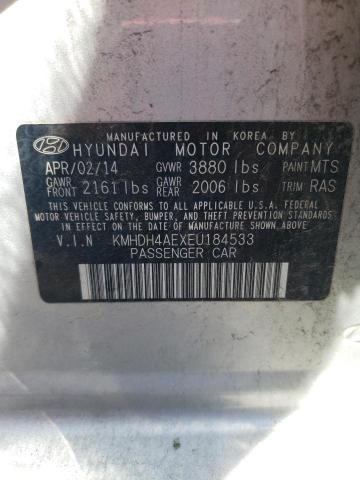 MANUFACTURED IN KOREA BY
HYUNDAI MOTOR COMPANY
APR/02/14 GVWR 3880 lbs PAINT MTS
GAWR FRONT 2161 lbs GAWR REAR 2006 lbs TRIM RAS
THIS VEHICLE CONFORMS TO ALL APPLICABLE U.S.A. FEDERAL
MOTOR VEHICLE SAFETY, BUMPER, AND THEFT PREVENTION STANDARDS
IN EFFECT ON THE DATE OF MANUFACTURE SHOWN ABOVE.
V.I.N KMHDH4AEXEU184533
PASSENGER CAR